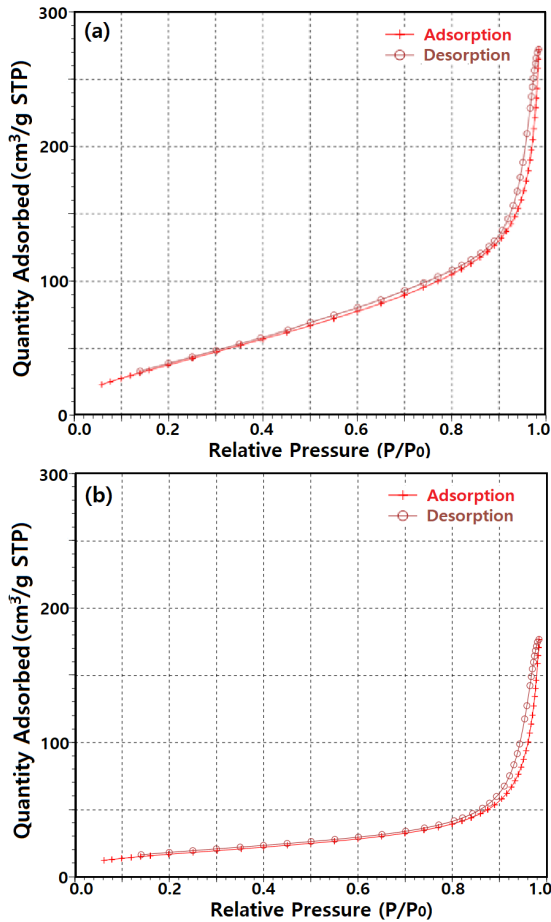 (a)
Adsorption
Desorption
Quantity Adsorbed (cm³/g STP)
300
200
100
0
0.0 0.2 0.4 0.6 0.8 1.0
Relative Pressure (P/P0)
(b)
Adsorption
Desorption
Quantity Adsorbed (cm³/g STP)
300
200
100
0
0.0 0.2 0.4 0.6 0.8 1.0
Relative Pressure (P/P0)